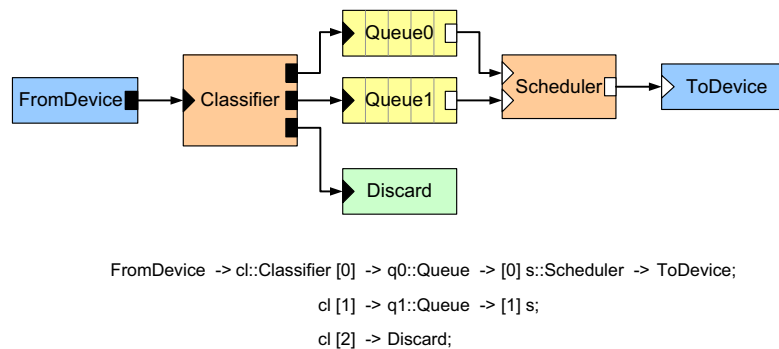 Queue0
FromDevice
Classifier
Queue1
Scheduler
ToDevice
Discard
FromDevice -> cl::Classifier [0] -> q0::Queue -> [0] s::Scheduler -> ToDevice;
cl [1] -> q1::Queue -> [1] s;
cl [2] -> Discard;